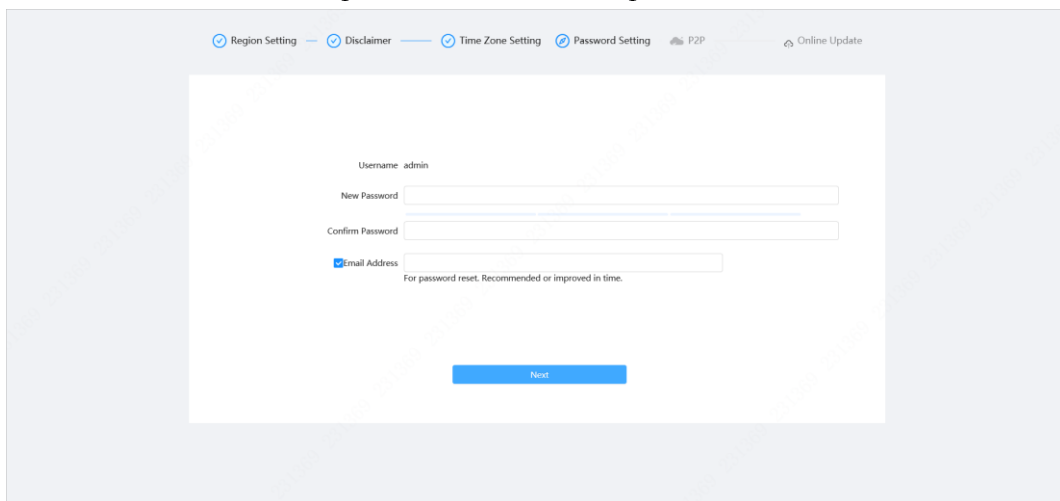 Region Setting Disclaimer Time Zone Setting Password Setting P2P Online Update
Username admin
New Password
Confirm Password
Email Address
For password reset. Recommended or improved in time.
Next